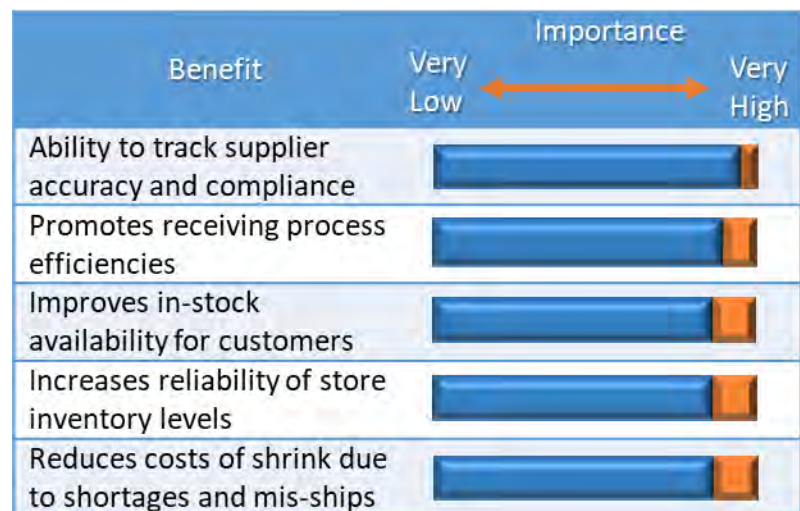 Importance
Benefit
Very
Low
Very
High
Ability to track supplier
accuracy and compliance
Promotes receiving process
efficiencies
Improves in-stock
availability for customers
Increases reliability of store
inventory levels
Reduces costs of shrink due
to shortages and mis-ships